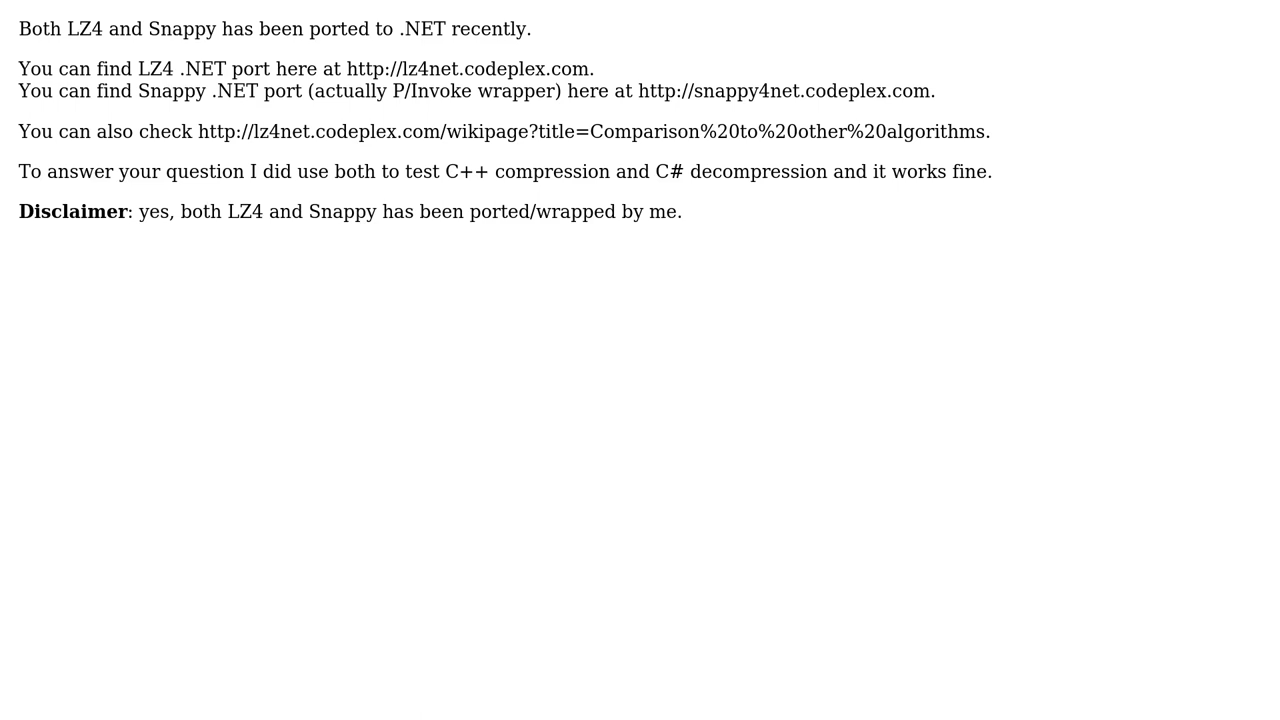 Both LZ4 and Snappy has been ported to .NET recently.
You can find LZ4 .NET port here at http://lz4net.codeplex.com.
You can find Snappy .NET port (actually P/Invoke wrapper) here at http://snappy4net.codeplex.com.
You can also check http://lz4net.codeplex.com/wikipage?title=Comparison%20to%20other%20algorithms.
To answer your question I did use both to test C++ compression and C# decompression and it works fine.
Disclaimer: yes, both LZ4 and Snappy has been ported/wrapped by me.